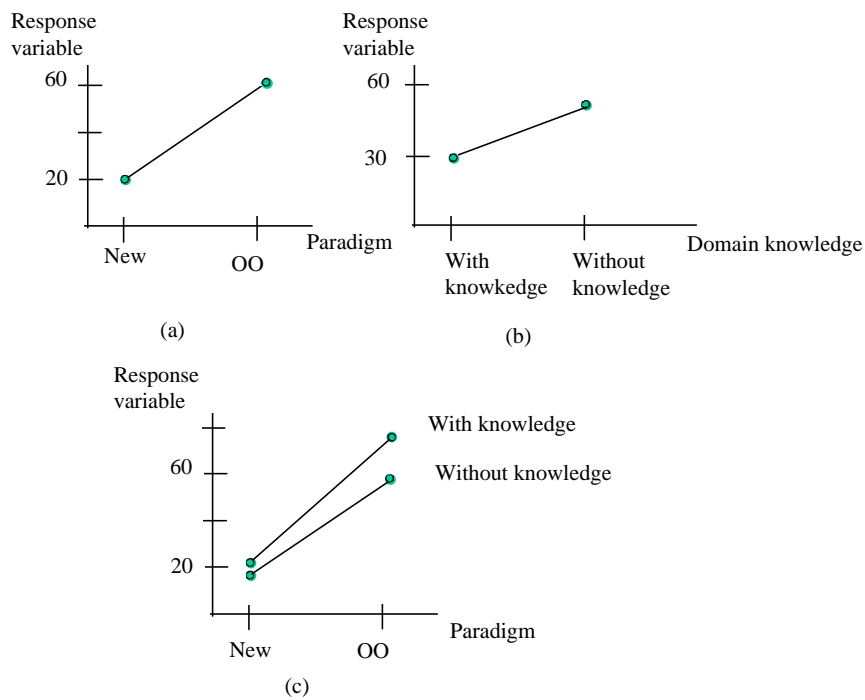 Response
variable
60
20
New
OO
Paradigm
(a)
Response
variable
60
30
With
knowkedge
Without
knowledge
Domain knowledge
(b)
Response
variable
60
20
With knowledge
Without knowledge
New
OO
Paradigm
(c)